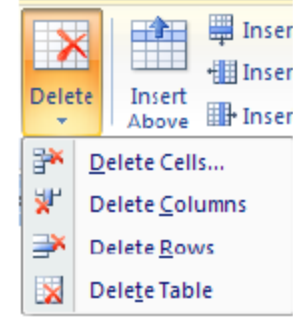 Inser
Inser
Delete
Insert
Above
Inser
Delete Cells...
Delete Columns
Delete Rows
Delete Table